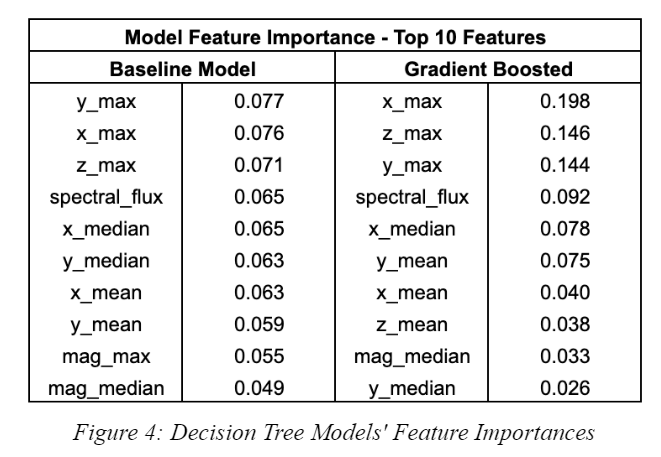 Model Feature Importance - Top 10 Features
Baseline Model Gradient Boosted
y_max 0.077 x_max 0.198
x_max 0.076 z_max 0.146
z_max 0.071 y_max 0.144
spectral_flux 0.065 spectral_flux 0.092
x_median 0.065 x_median 0.078
y_median 0.063 y_mean 0.075
x_mean 0.063 x_mean 0.040
y_mean 0.059 z_mean 0.038
mag_max 0.055 mag_median 0.033
mag_median 0.049 y_median 0.026
Figure 4: Decision Tree Models' Feature Importances